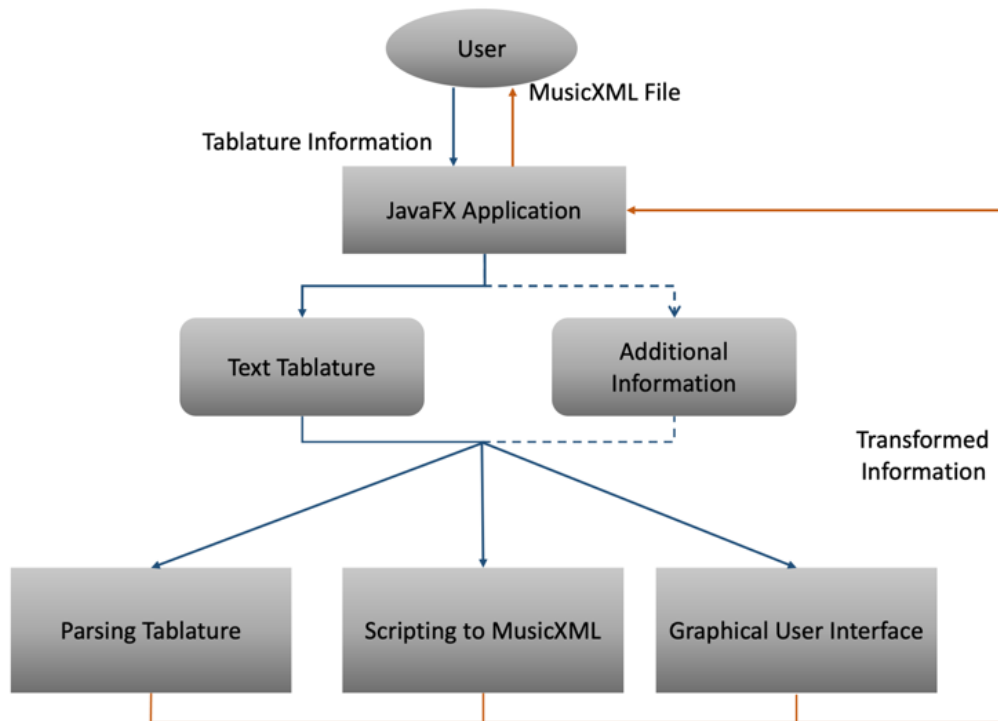 User
MusicXML File
Tablature Information
JavaFX Application
Text Tablature
Additional
Information
Transformed
Information
Parsing Tablature
Scripting to MusicXML
Graphical User Interface